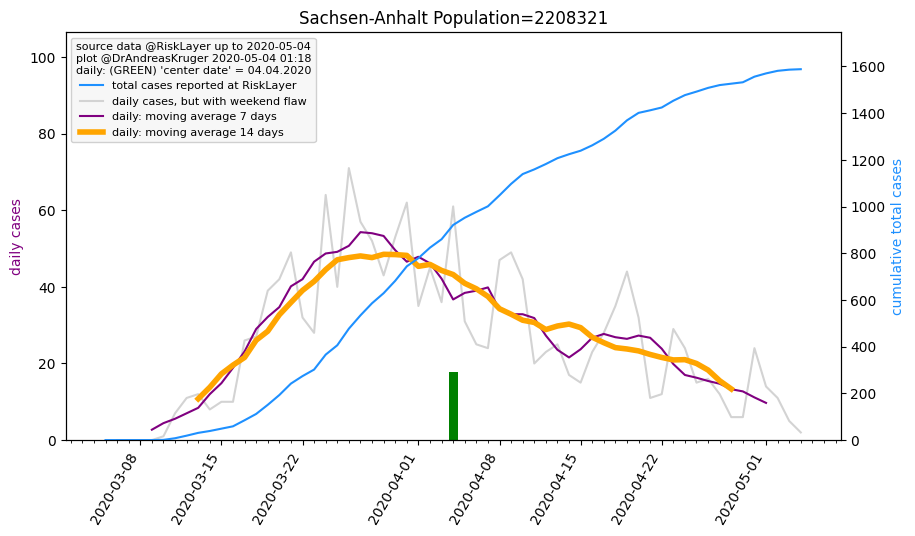 Sachsen-Anhalt Population=2208321
source data @RiskLayer up to 2020-05-04
plot @DrAndreasKruger 2020-05-04 01:18
daily: (GREEN) 'center date' = 04.04.2020
total cases reported at RiskLayer
daily cases, but with weekend flaw
daily: moving average 7 days
daily: moving average 14 days
daily cases
100
80
60
40
20
0
cumulative total cases
1600
1400
1200
1000
800
600
400
200
0
2020-03-08
2020-03-15
2020-03-22
2020-04-01
2020-04-08
2020-04-15
2020-04-22
2020-05-01